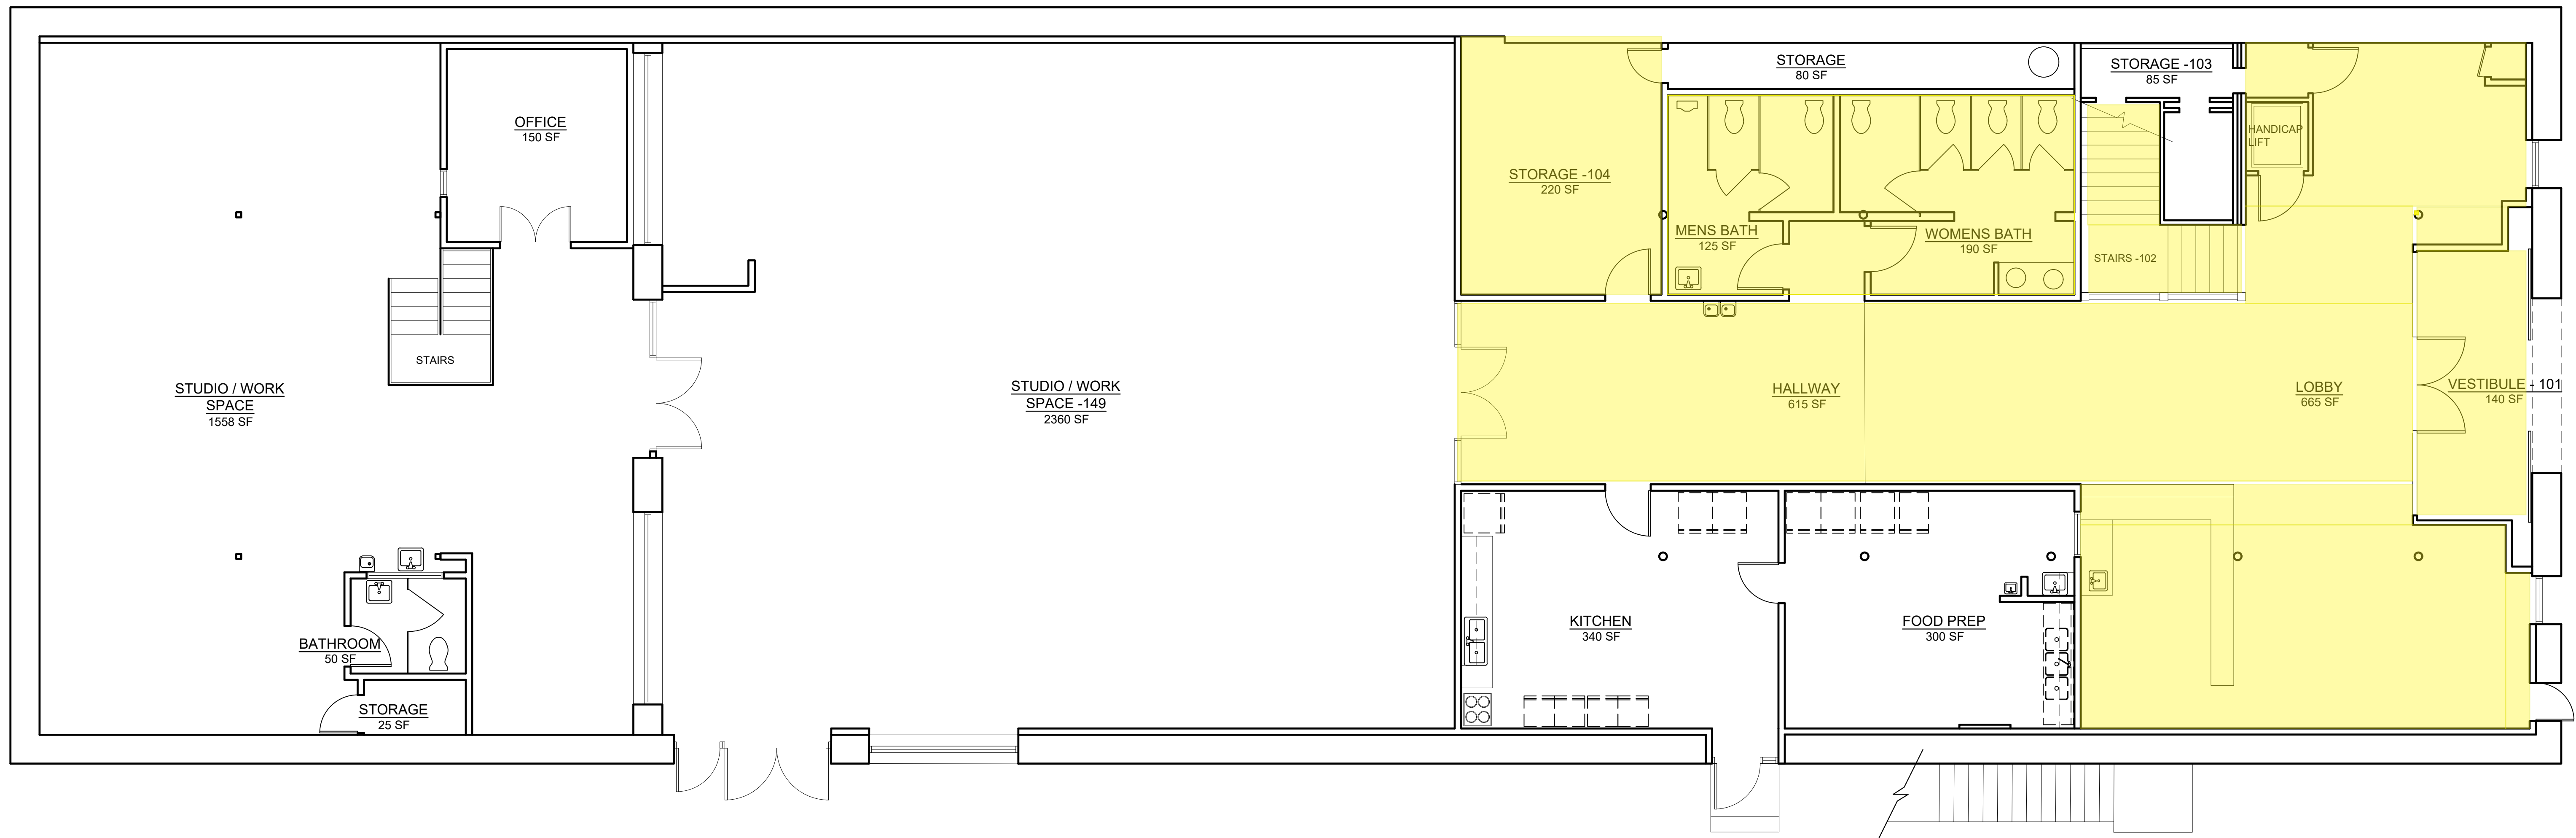 STORAGE
80 SF
STORAGE -103
85 SF
OFFICE
150 SF
HANDICAP
LIFT
STORAGE -104
220 SF
MENS BATH
125 SF
WOMENS BATH
190 SF
STAIRS -102
STAIRS
STUDIO / WORK
SPACE
1558 SF
STUDIO / WORK
SPACE -149
2360 SF
HALLWAY
615 SF
LOBBY
665 SF
VESTIBULE - 101
140 SF
BATHROOM
50 SF
KITCHEN
340 SF
FOOD PREP
300 SF
STORAGE
25 SF